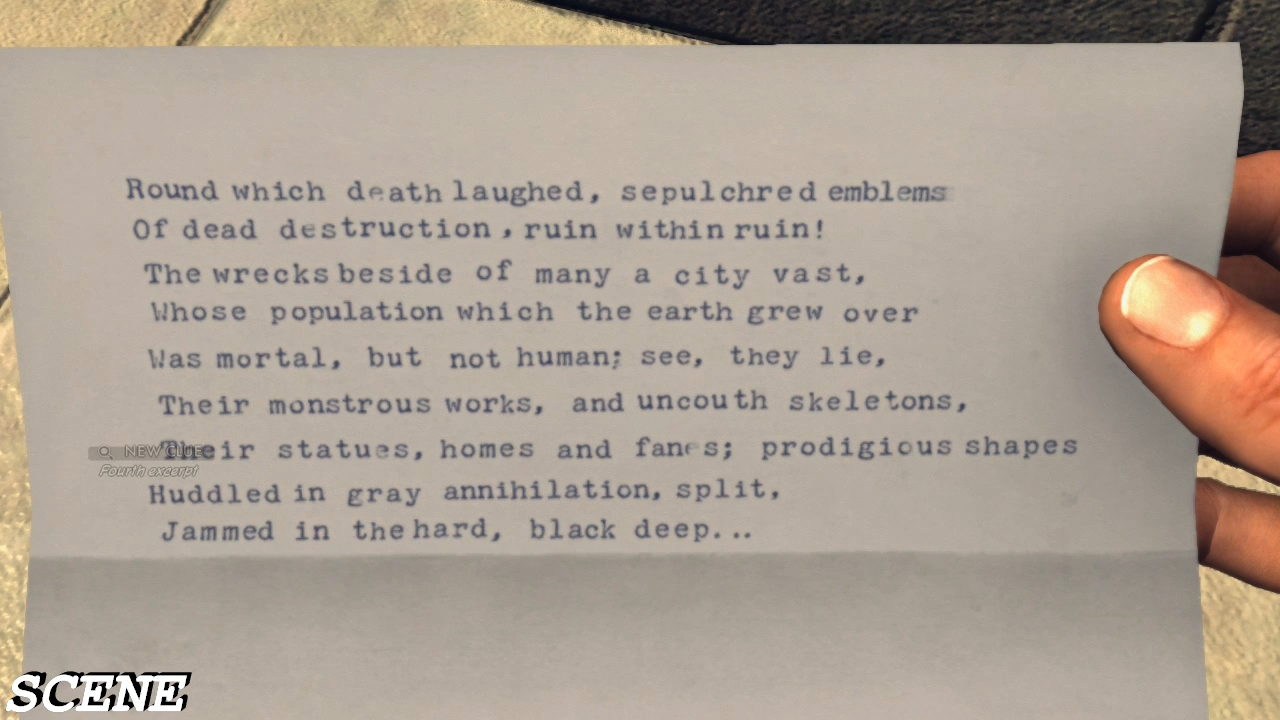 Round which death laughed, sepulchred emblems
Of dead destruction, ruin within ruin!
The wrecks beside of many a city vast,
Whose population which the earth grew over
Was mortal, but not human; see, they lie,
Their monstrous works, and uncouth skeletons,
Their statues, homes and fanes; prodigious shapes
NEW CLUE
Fourth excerpt
Huddled in gray annihilation, split,
Jammed in the hard, black deep...
SCENE